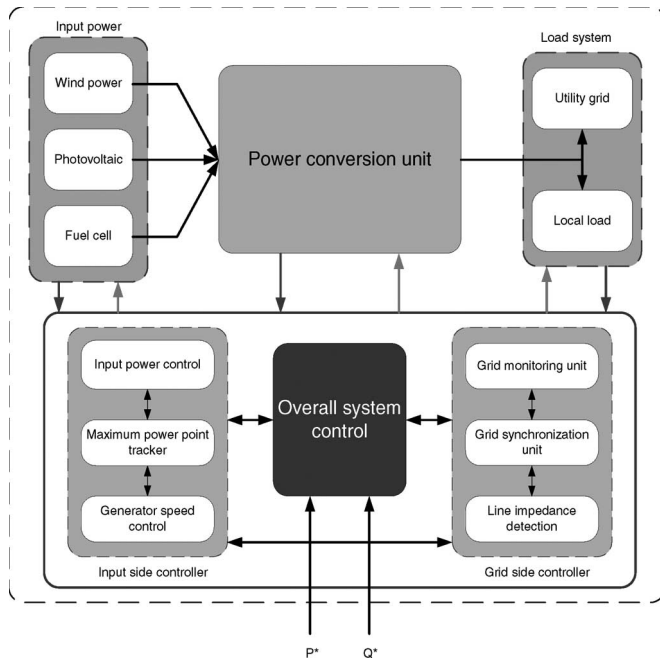 Input power
Load system
Wind power
Photovoltaic
Fuel cell
Power conversion unit
Utility grid
Local load
Input power control
Maximum power point
tracker
Generator speed
control
Input side controller
Overall system
control
Grid monitoring unit
Grid synchronization
unit
Line impedance
detection
Grid side controller
P*
Q*